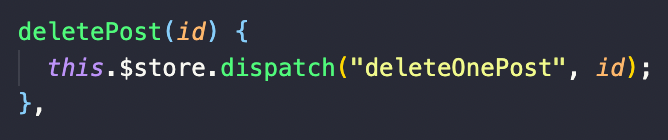 deletePost(id) {
this.$store.dispatch("deleteOnePost", id);
},